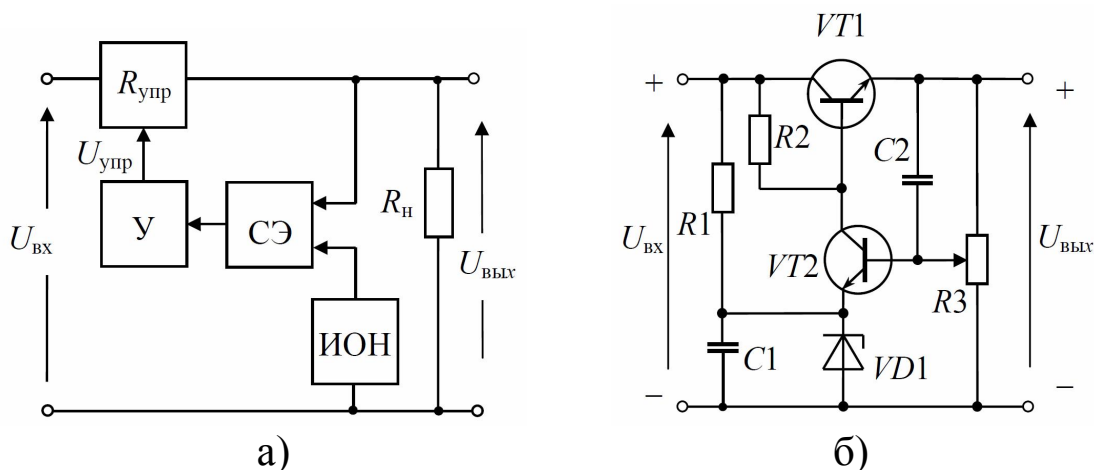 Rупр
Uупр
У
СЭ
Rн
Uвх
Uвых
ИОН
а)
VT1
+
+
R2
C2
R1
Uвх
VT2
R3
Uвых
C1
VD1
−
−
б)